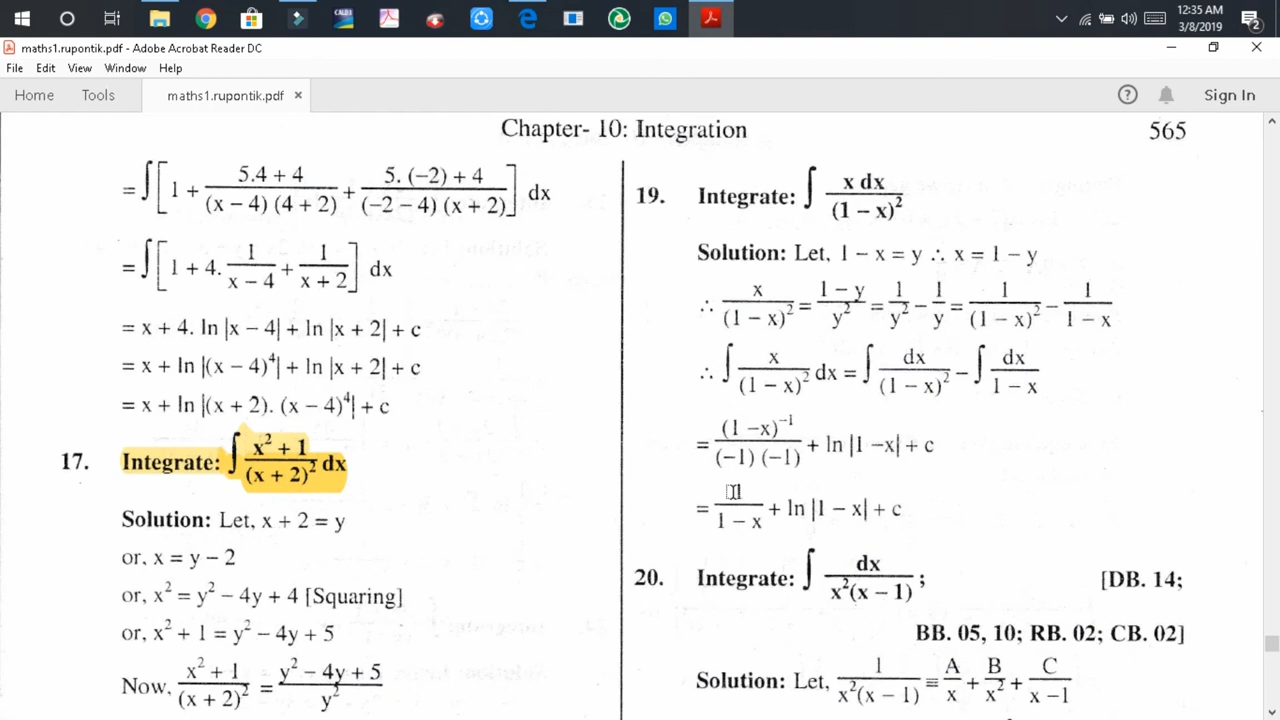 12:35 AM
3/8/2019
2
maths1.rupontik.pdf - Adobe Acrobat Reader DC
File Edit View Window Help
Home Tools maths1.rupontik.pdf × ? Sign In
Chapter- 10: Integration 565
= ∫ [ 1 + (5.4 + 4)/((x − 4) (4 + 2)) + (5. (−2) + 4)/((−2 − 4) (x + 2)) ] dx
= ∫ [ 1 + 4. 1/(x − 4) + 1/(x + 2) ] dx
= x + 4. ln |x − 4| + ln |x + 2| + c
= x + ln |(x − 4)⁴| + ln |x + 2| + c
= x + ln |(x + 2). (x − 4)⁴| + c
17. Integrate: ∫ (x² + 1)/(x + 2)² dx
Solution: Let, x + 2 = y
or, x = y − 2
or, x² = y² − 4y + 4 [Squaring]
or, x² + 1 = y² − 4y + 5
Now, (x² + 1)/(x + 2)² = (y² − 4y + 5)/y²
19. Integrate: ∫ x dx/(1 − x)²
Solution: Let, 1 − x = y ∴ x = 1 − y
∴ x/(1 − x)² = (1 − y)/y² = 1/y² − 1/y = 1/(1 − x)² − 1/(1 − x)
∴ ∫ x/(1 − x)² dx = ∫ dx/(1 − x)² − ∫ dx/(1 − x)
= (1 − x)⁻¹/((−1) (−1)) + ln |1 − x| + c
= 1/(1 − x) + ln |1 − x| + c
20. Integrate: ∫ dx/(x²(x − 1)) ; [DB. 14;
BB. 05, 10; RB. 02; CB. 02]
Solution: Let, 1/(x²(x − 1)) ≡ A/x + B/x² + C/(x − 1)